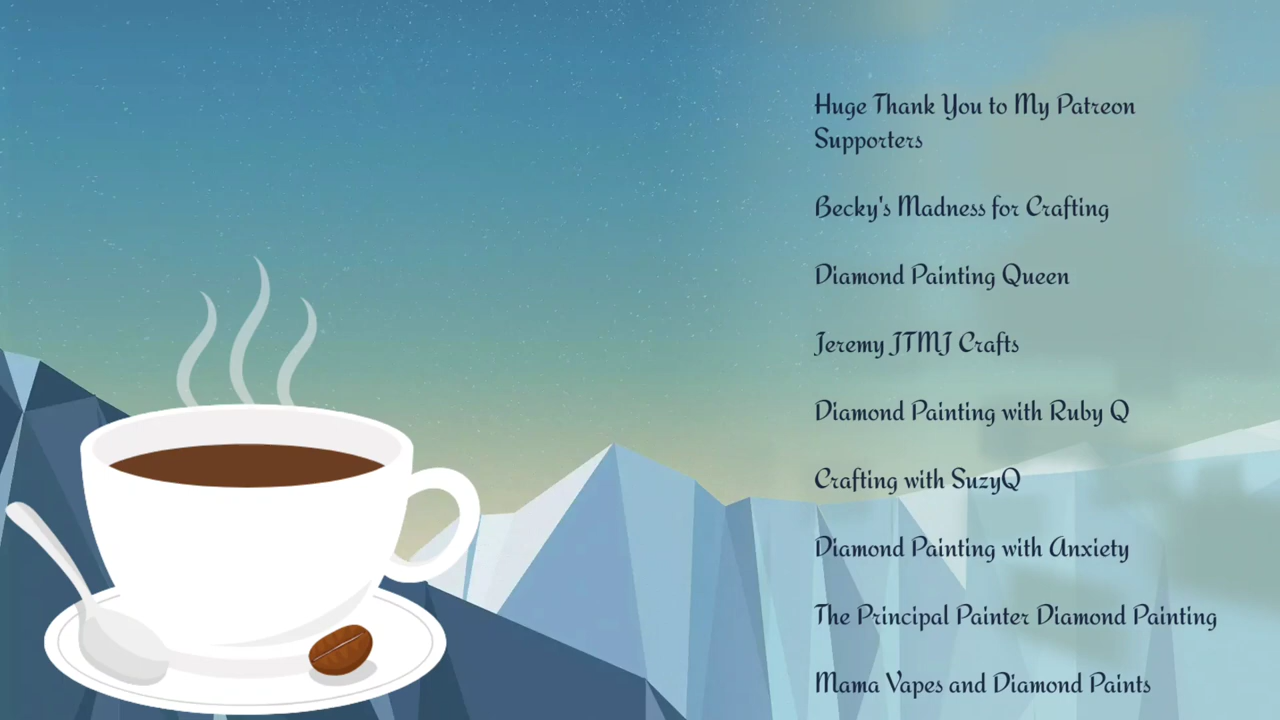 Huge Thank You to My Patreon
Supporters
Becky's Madness for Crafting
Diamond Painting Queen
Jeremy JTMJ Crafts
Diamond Painting with Ruby Q
Crafting with SuzyQ
Diamond Painting with Anxiety
The Principal Painter Diamond Painting
Mama Vapes and Diamond Paints